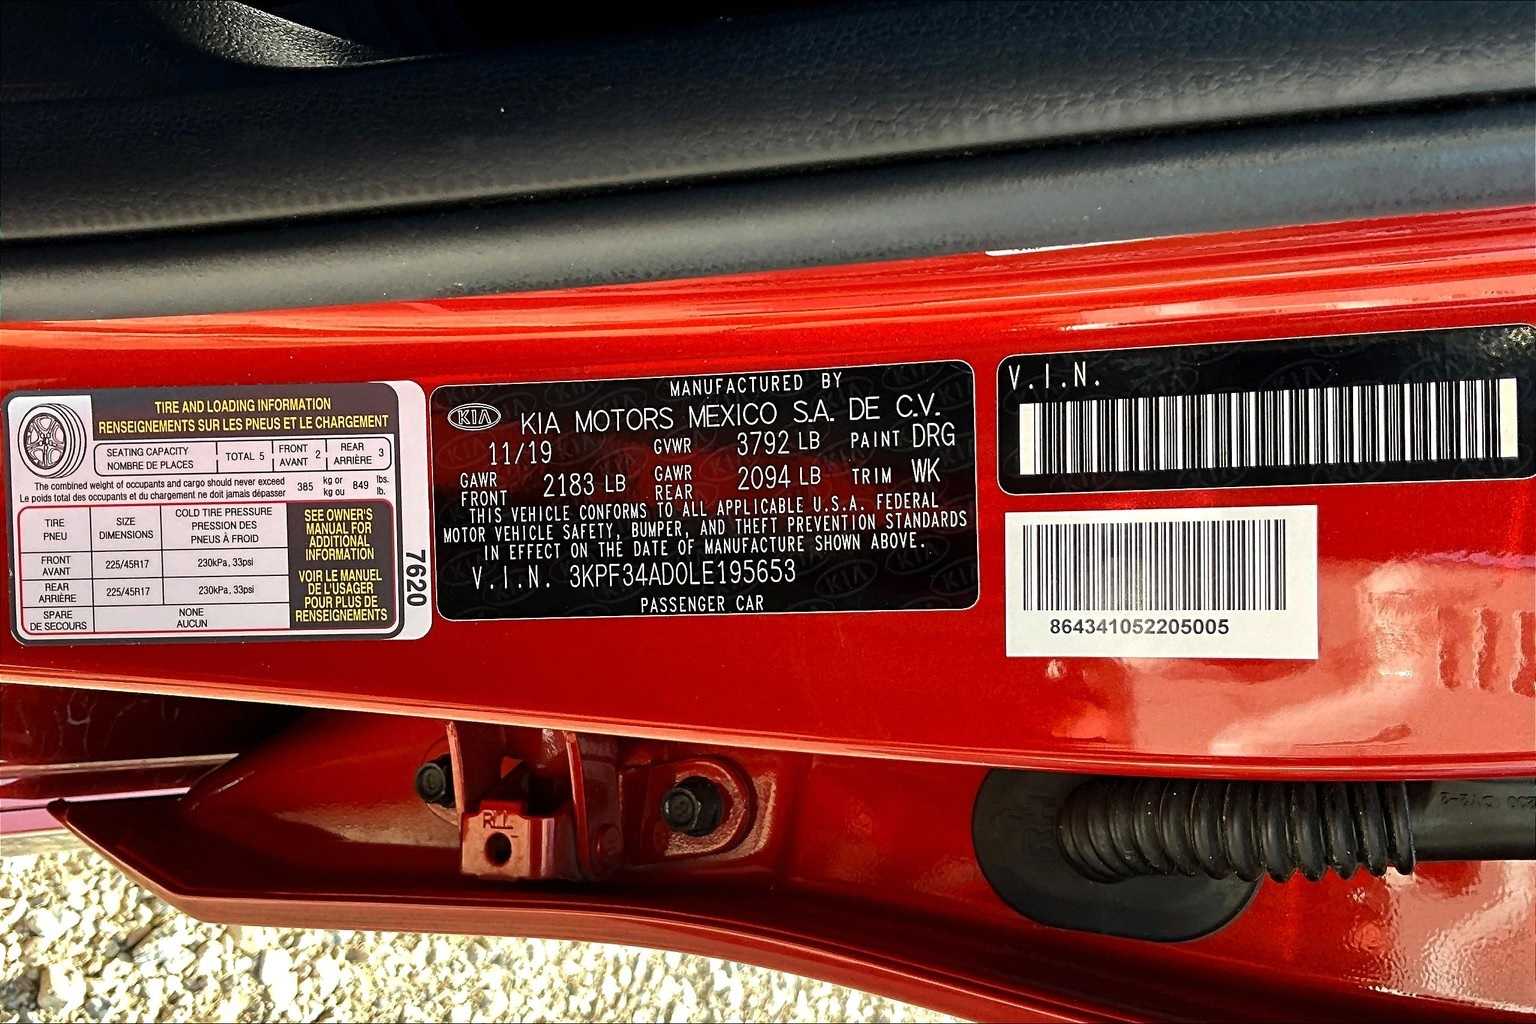 TIRE AND LOADING INFORMATION
RENSEIGNEMENTS SUR LES PNEUS ET LE CHARGEMENT
SEATING CAPACITY
NOMBRE DE PLACES
TOTAL 5
FRONT
AVANT 2
REAR
ARRIÈRE 3
The combined weight of occupants and cargo should never exceed
Le poids total des occupants et du chargement ne doit jamais dépasser
385 kg or
kg ou
849 lbs.
lb.
TIRE
PNEU
SIZE
DIMENSIONS
COLD TIRE PRESSURE
PRESSION DES
PNEUS À FROID
FRONT
AVANT
225/45R17
230kPa, 33psi
REAR
ARRIÈRE
225/45R17
230kPa, 33psi
SPARE
DE SECOURS
NONE
AUCUN
SEE OWNER'S
MANUAL FOR
ADDITIONAL
INFORMATION
VOIR LE MANUEL
DE L'USAGER
POUR PLUS DE
RENSEIGNEMENTS
7620
MANUFACTURED BY
KIA KIA MOTORS MEXICO S.A. DE C.V.
11/19 GVWR 3792 LB PAINT DRG
GAWR
FRONT 2183 LB
GAWR
REAR 2094 LB TRIM WK
THIS VEHICLE CONFORMS TO ALL APPLICABLE U.S.A. FEDERAL
MOTOR VEHICLE SAFETY, BUMPER, AND THEFT PREVENTION STANDARDS
IN EFFECT ON THE DATE OF MANUFACTURE SHOWN ABOVE.
V.I.N. 3KPF34AD0LE195653
PASSENGER CAR
V.I.N.
864341052205005